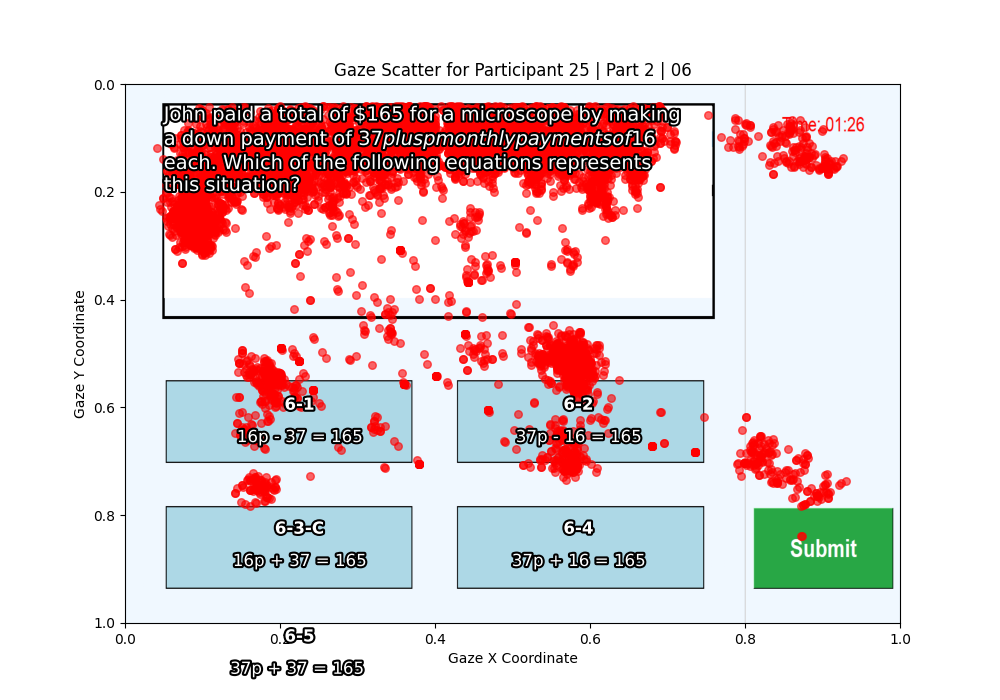 Gaze Scatter for Participant 25 | Part 2 | 06
0.0
0.2
0.4
0.6
0.8
1.0
Gaze Y Coordinate
John paid a total of $165 for a microscope by making
a down payment of 37pluspmonthlypaymentsof16
each. Which of the following equations represents
this situation?
Time: 01:26
6-1
16p - 37 = 165
6-2
37p - 16 = 165
6-3-C
16p + 37 = 165
6-4
37p + 16 = 165
Submit
0.0
0.2
0.4
0.6
0.8
1.0
Gaze X Coordinate
6-5
37p + 37 = 165